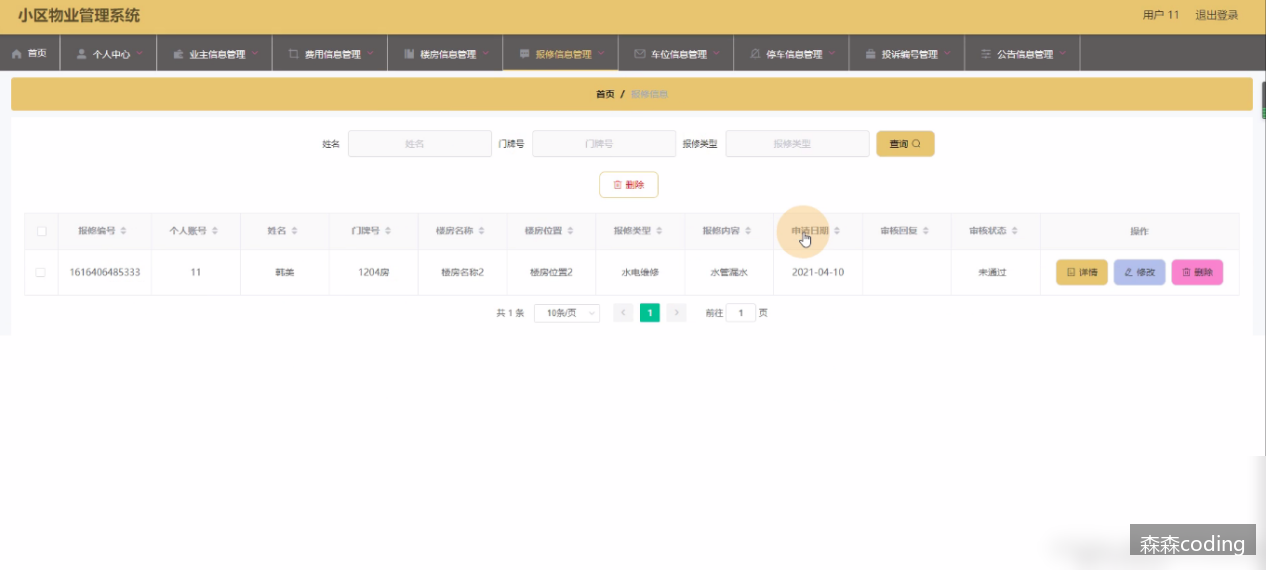 小区物业管理系统 用户 11 退出登录
首页 个人中心 业主信息管理 费用信息管理 楼房信息管理 报修信息管理 车位信息管理 停车信息管理 投诉编号管理 公告信息管理
首页 / 报修信息
姓名 姓名 门牌号 门牌号 报修类型 报修类型 查询
删除
报修编号 个人账号 姓名 门牌号 楼房名称 楼房位置 报修类型 报修内容 申请日期 审核回复 审核状态 操作
1616406485333 11 韩美 1204房 楼房名称2 楼房位置2 水电维修 水管漏水 2021-04-10 未通过 详情 修改 删除
共 1 条 10条/页 1 前往 1 页
森森coding